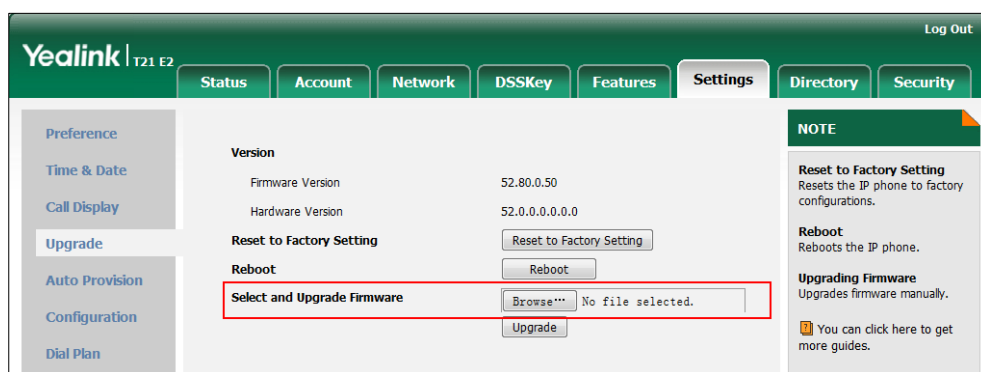 Log Out
Yealink | T21 E2
Status Account Network DSSKey Features Settings Directory Security
Preference
Time & Date
Call Display
Upgrade
Auto Provision
Configuration
Dial Plan
Version
Firmware Version 52.80.0.50
Hardware Version 52.0.0.0.0.0.0
Reset to Factory Setting Reset to Factory Setting
Reboot Reboot
Select and Upgrade Firmware Browse... No file selected.
Upgrade
NOTE
Reset to Factory Setting
Resets the IP phone to factory
configurations.
Reboot
Reboots the IP phone.
Upgrading Firmware
Upgrades firmware manually.
You can click here to get
more guides.